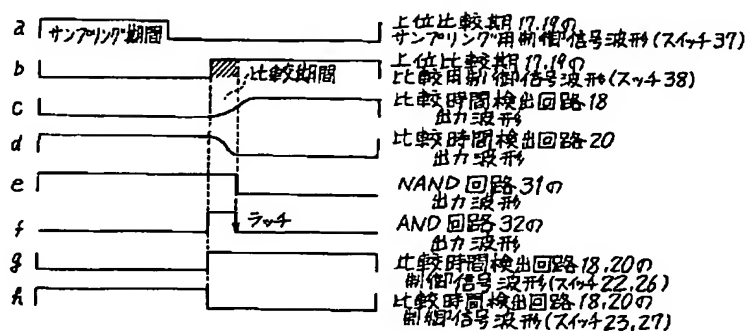 a サンプリング期間 上位比較期17,19の
サンプリング用制御信号波形(スイッチ37)
b 比較期間 上位比較期17,19の
比較用制御信号波形(スッチ38)
c 比較時間検出回路18
出力波形
d 比較時間検出回路20
出力波形
e NAND回路31の
出力波形
f ラッチ AND回路32の
出力波形
g 比較時間検出回路18,20の
制御信号波形(スイッチ22,26)
h 比較時間検出回路18,20の
制御信号波形(スイッチ23,27)